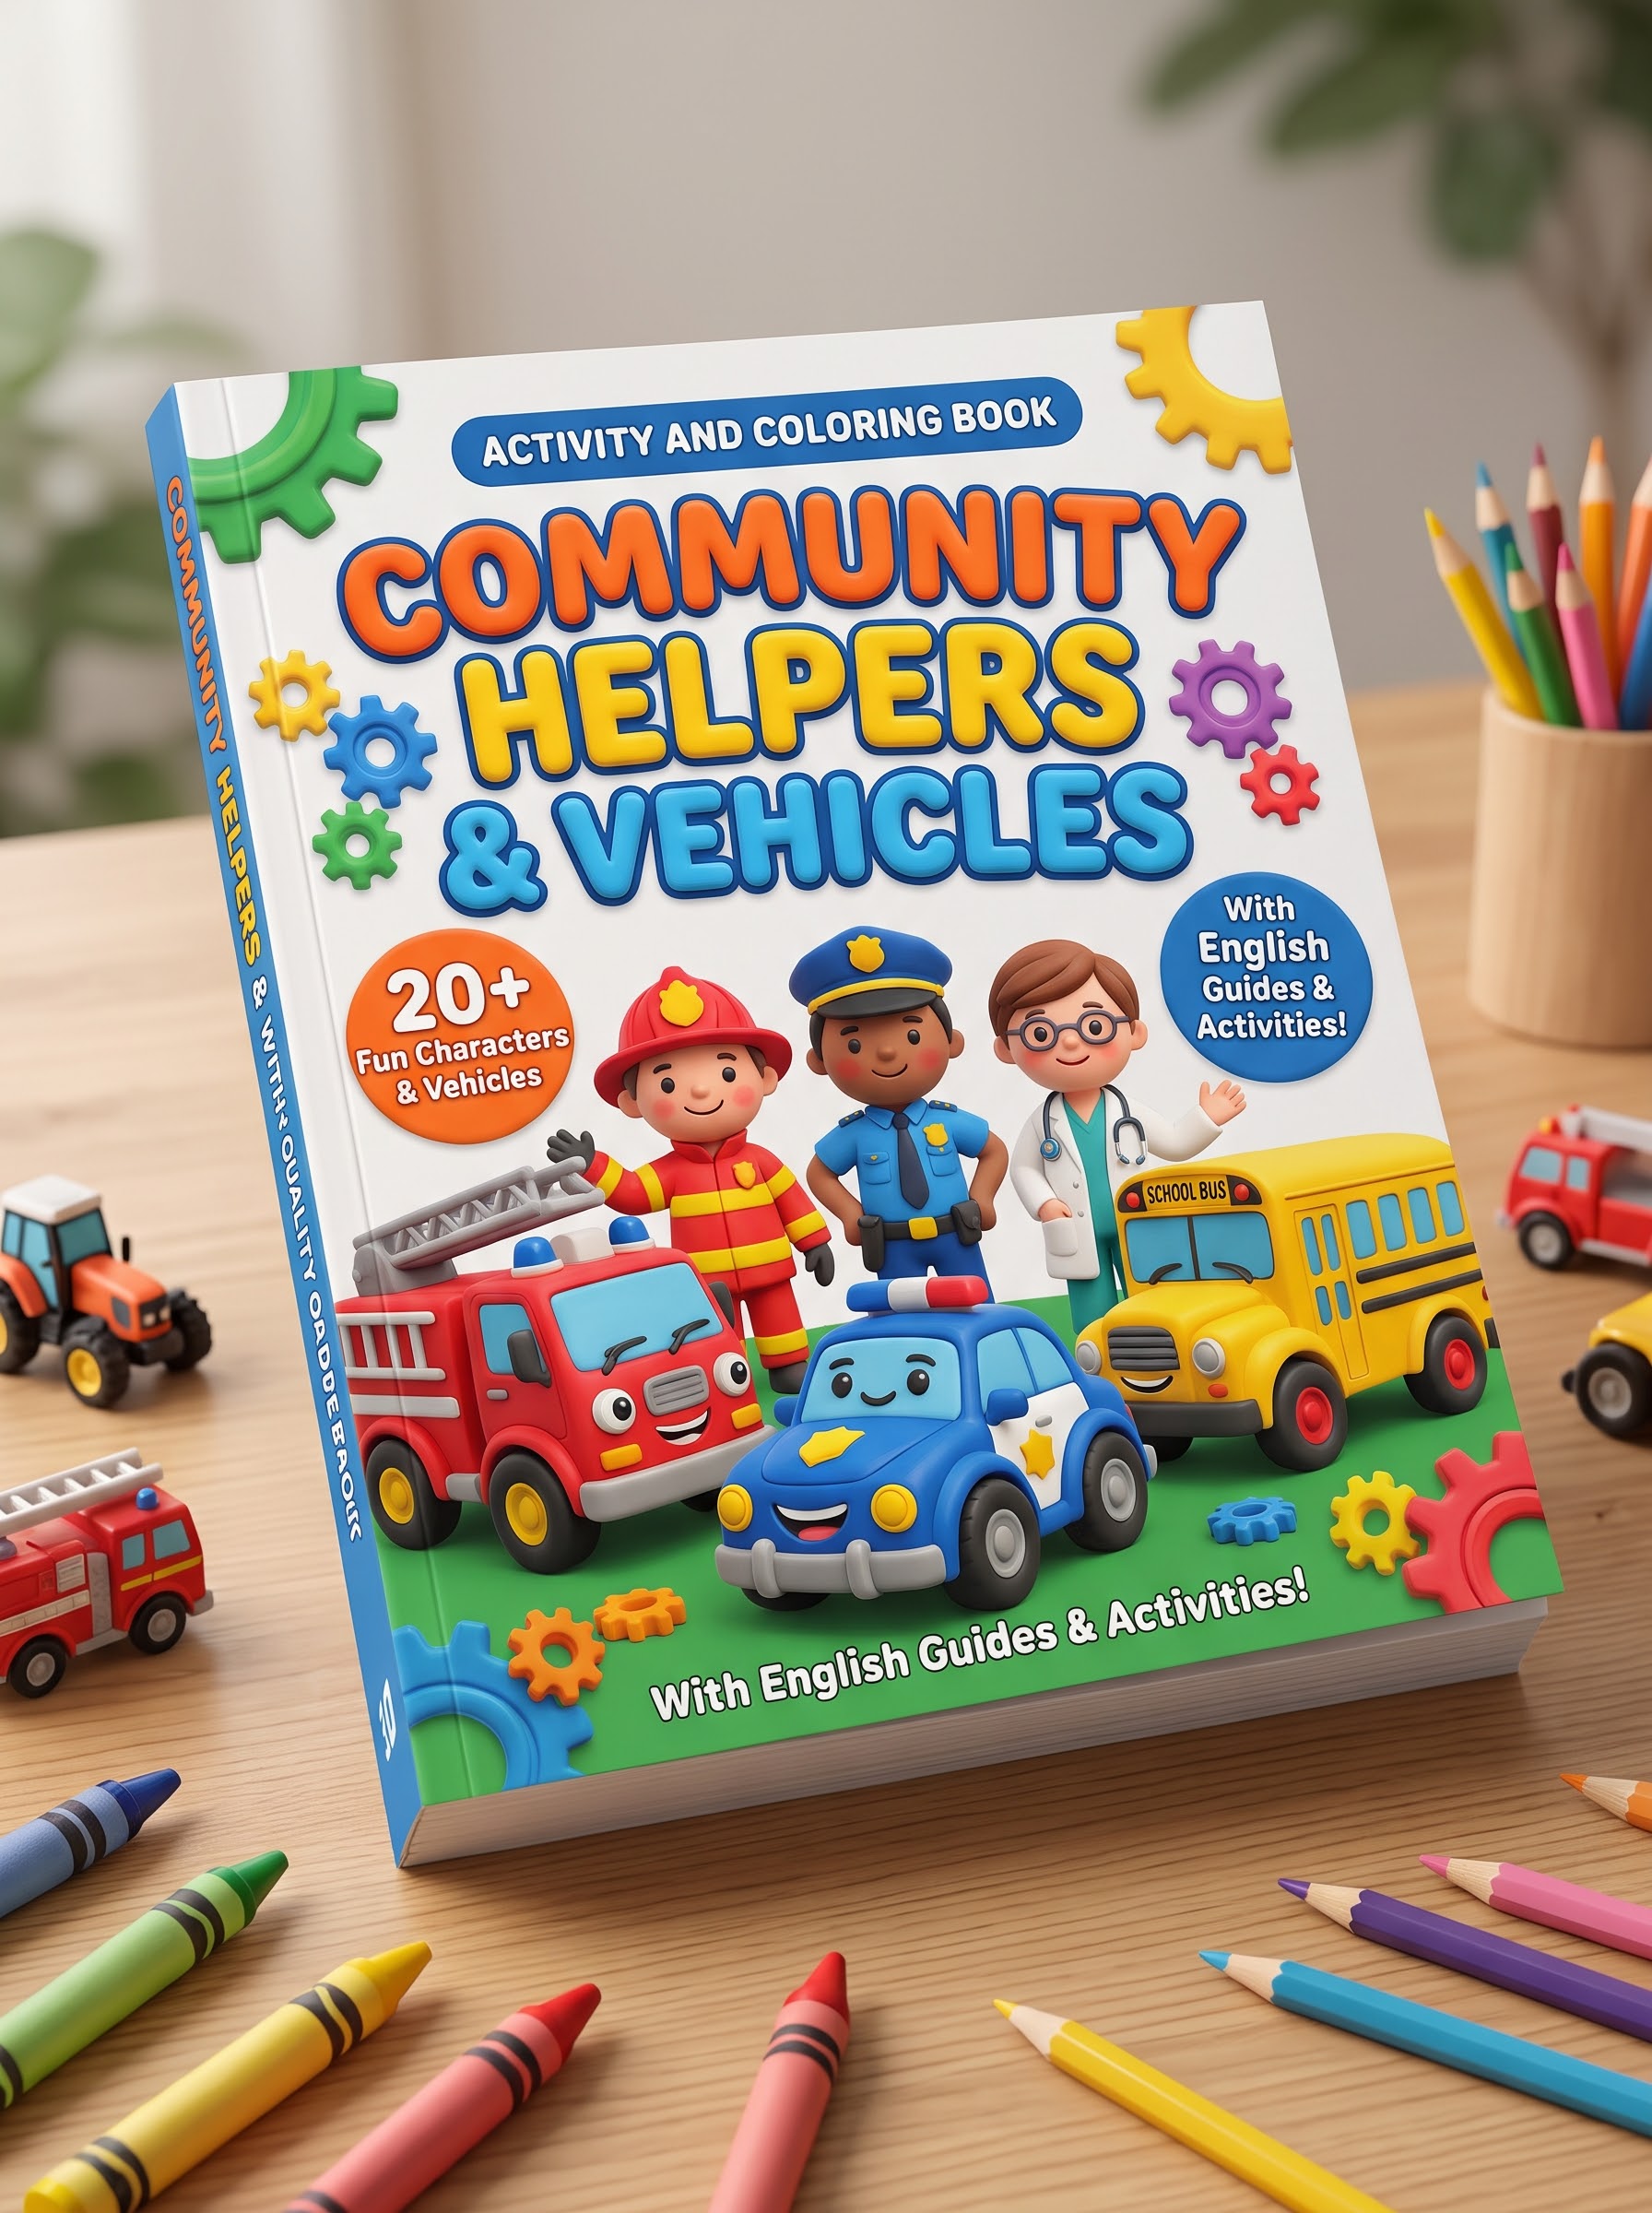 ACTIVITY AND COLORING BOOK
COMMUNITY
HELPERS
& VEHICLES
20+
Fun Characters
& Vehicles
With
English
Guides &
Activities!
SCHOOL BUS
With English Guides & Activities!
COMMUNITY HELPERS & WITH QUALITY